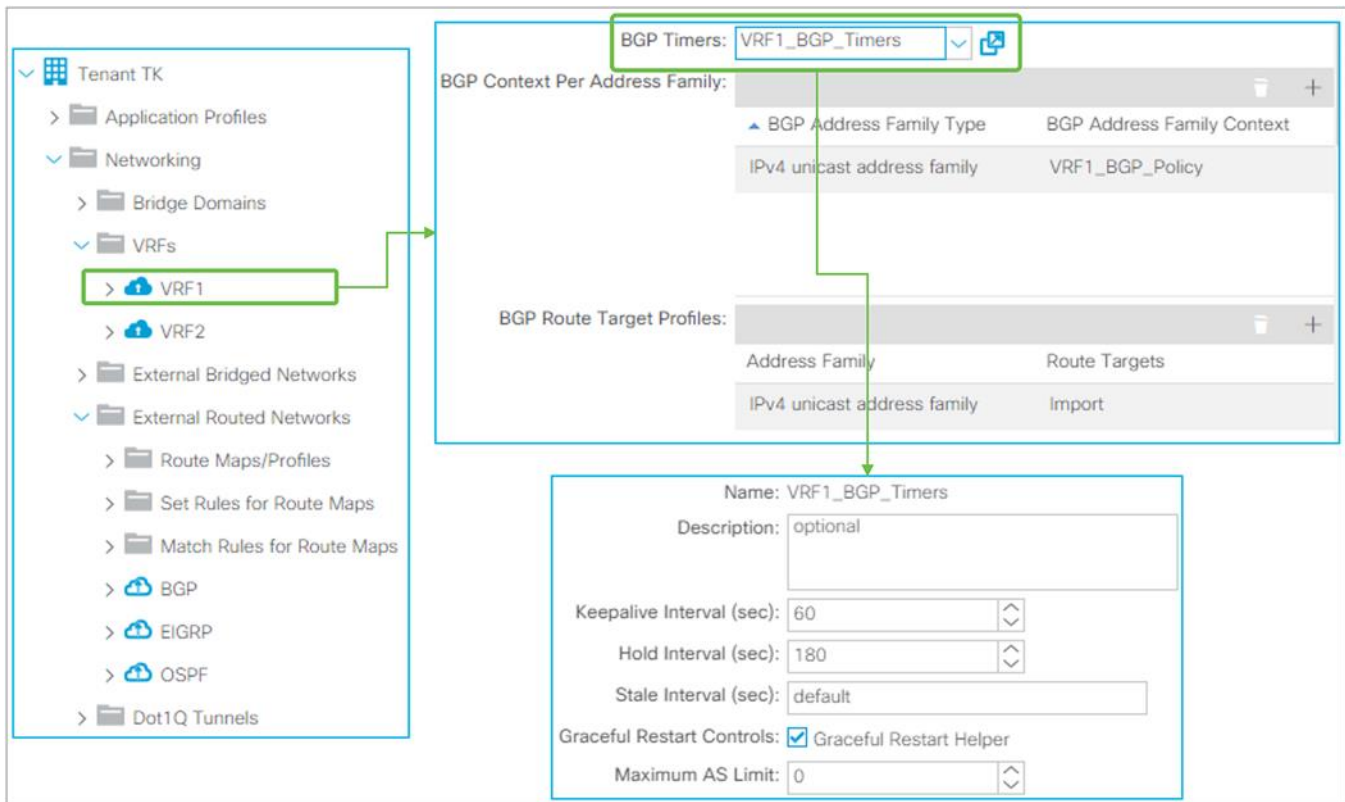 Tenant TK
Application Profiles
Networking
Bridge Domains
VRFs
VRF1
VRF2
External Bridged Networks
External Routed Networks
Route Maps/Profiles
Set Rules for Route Maps
Match Rules for Route Maps
BGP
EIGRP
OSPF
Dot1Q Tunnels
BGP Timers: VRF1_BGP_Timers
BGP Context Per Address Family:
BGP Address Family Type BGP Address Family Context
IPv4 unicast address family VRF1_BGP_Policy
BGP Route Target Profiles:
Address Family Route Targets
IPv4 unicast address family Import
Name: VRF1_BGP_Timers
Description: optional
Keepalive Interval (sec): 60
Hold Interval (sec): 180
Stale Interval (sec): default
Graceful Restart Controls: Graceful Restart Helper
Maximum AS Limit: 0